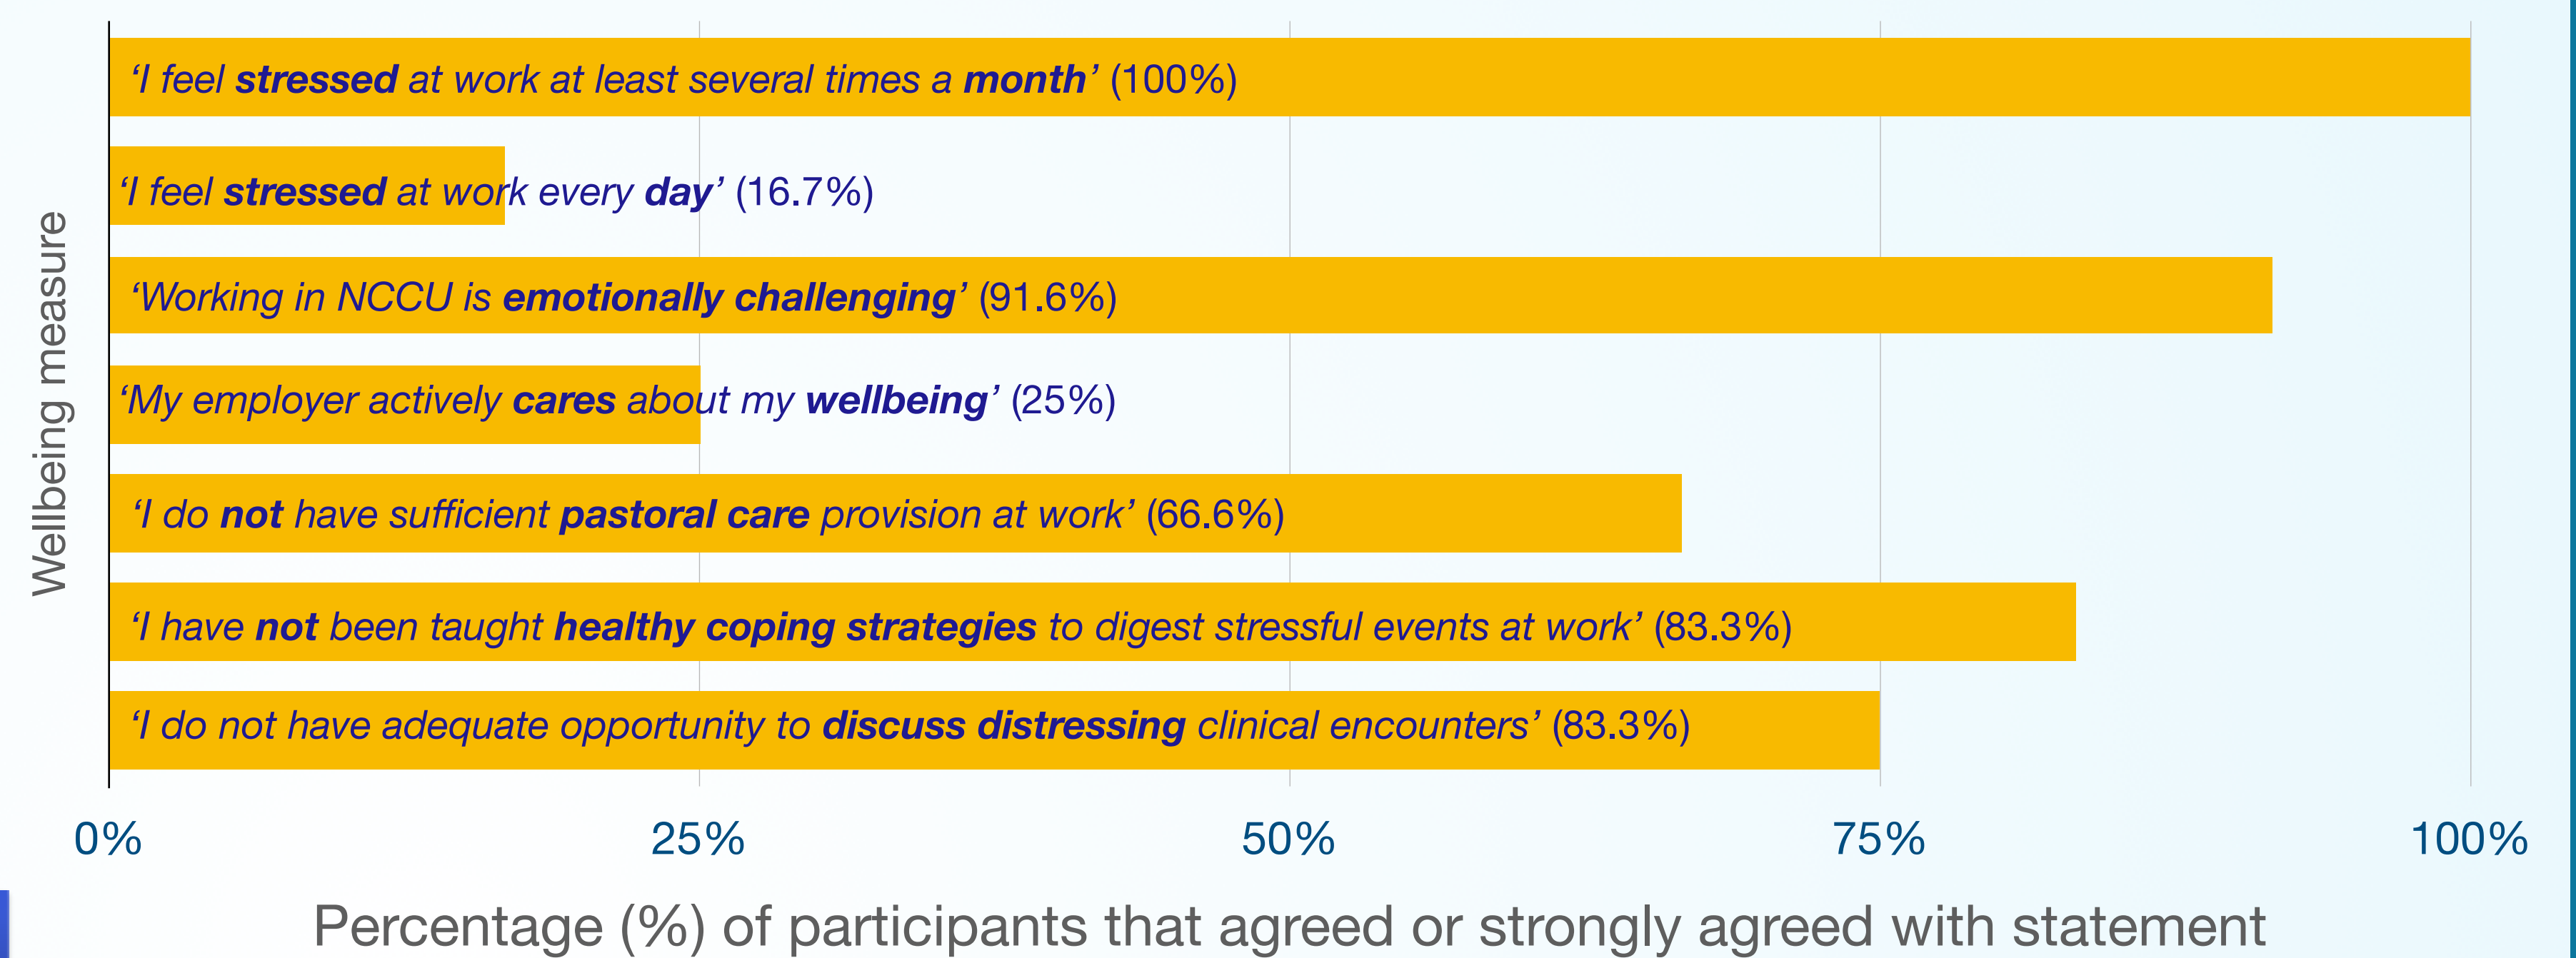 ‘I feel stressed at work at least several times a month’ (100%)
‘I feel stressed at work every day’ (16.7%)
‘Working in NCCU is emotionally challenging’ (91.6%)
‘My employer actively cares about my wellbeing’ (25%)
‘I do not have sufficient pastoral care provision at work’ (66.6%)
‘I have not been taught healthy coping strategies to digest stressful events at work’ (83.3%)
‘I do not have adequate opportunity to discuss distressing clinical encounters’ (83.3%)
Wellbeing measure
0% 25% 50% 75% 100%
Percentage (%) of participants that agreed or strongly agreed with statement